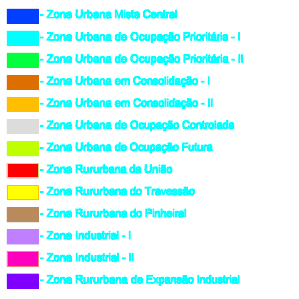 - Zona Urbana Mista Central
- Zona Urbana de Ocupação Prioritária - I
- Zona Urbana de Ocupação Prioritária - II
- Zona Urbana em Consolidação - I
- Zona Urbana em Consolidação - II
- Zona Urbana de Ocupação Controlada
- Zona Urbana de Ocupação Futura
- Zona Rururbana da União
- Zona Rururbana do Travessão
- Zona Rururbana do Pinheiral
- Zona Industrial - I
- Zona Industrial - II
- Zona Rururbana de Expansão Industrial